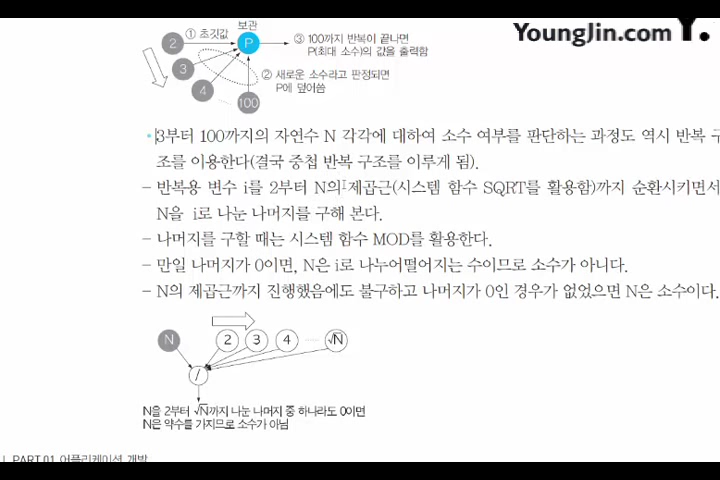 YoungJin.com Y.
보관
① 초깃값
2
P
③ 100까지 반복이 끝나면
P(최대 소수)의 값을 출력함
3
② 새로운 소수라고 판정되면
P에 덮어씀
4
100
• 3부터 100까지의 자연수 N 각각에 대하여 소수 여부를 판단하는 과정도 역시 반복 구
조를 이용한다(결국 중첩 반복 구조를 이루게 됨).
– 반복용 변수 i를 2부터 N의 제곱근(시스템 함수 SQRT를 활용함)까지 순환시키면서
N을 i로 나눈 나머지를 구해 본다.
– 나머지를 구할 때는 시스템 함수 MOD를 활용한다.
– 만일 나머지가 0이면, N은 i로 나누어떨어지는 수이므로 소수가 아니다.
– N의 제곱근까지 진행했음에도 불구하고 나머지가 0인 경우가 없었으면 N은 소수이다.
N 2 3 4 ···· √N
/
N을 2부터 √N까지 나눈 나머지 중 하나라도 0이면
N은 약수를 가지므로 소수가 아님
PART 01 어플리케이션 개발